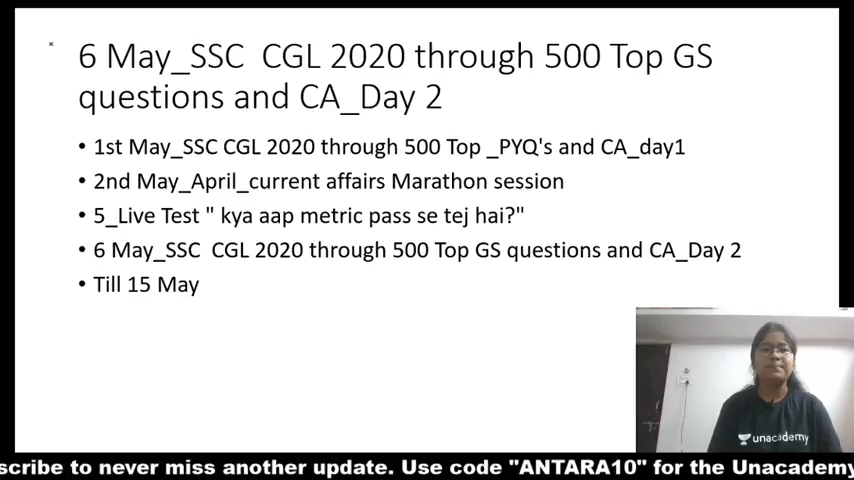 6 May_SSC  CGL 2020 through 500 Top GS
questions and CA_Day 2
• 1st May_SSC CGL 2020 through 500 Top _PYQ's and CA_day1
• 2nd May_April_current affairs Marathon session
• 5_Live Test " kya aap metric pass se tej hai?"
• 6 May_SSC  CGL 2020 through 500 Top GS questions and CA_Day 2
• Till 15 May
unacademy
scribe to never miss another update. Use code "ANTARA10" for the Unacademy